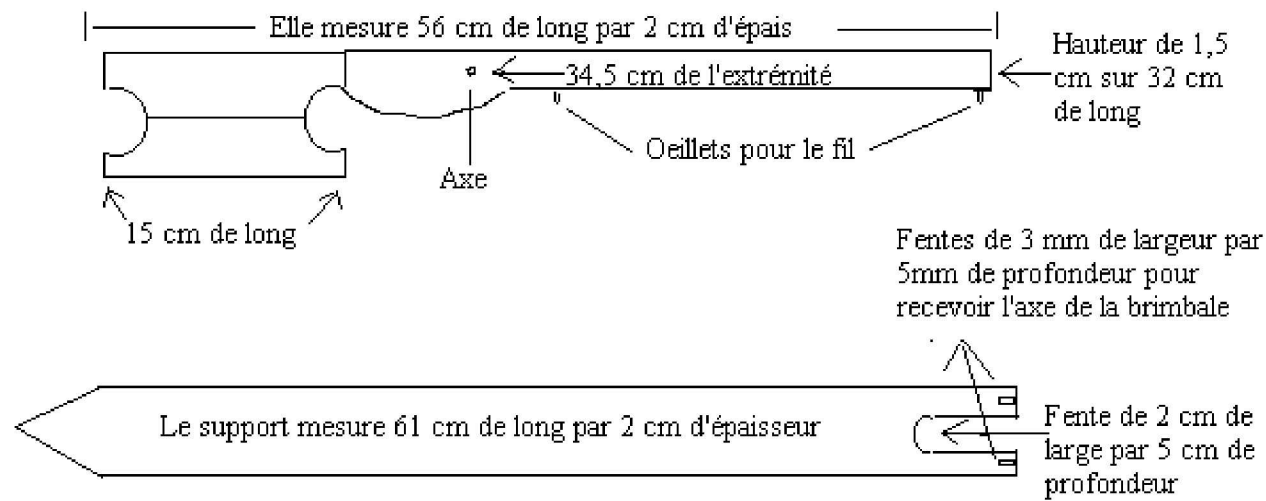 Elle mesure 56 cm de long par 2 cm d'épais
Hauteur de 1,5
cm sur 32 cm
de long
34,5 cm de l'extrémité
Oeillets pour le fil
Axe
15 cm de long
Fentes de 3 mm de largeur par
5mm de profondeur pour
recevoir l'axe de la brimbale
Le support mesure 61 cm de long par 2 cm d'épaisseur
Fente de 2 cm de
large par 5 cm de
profondeur